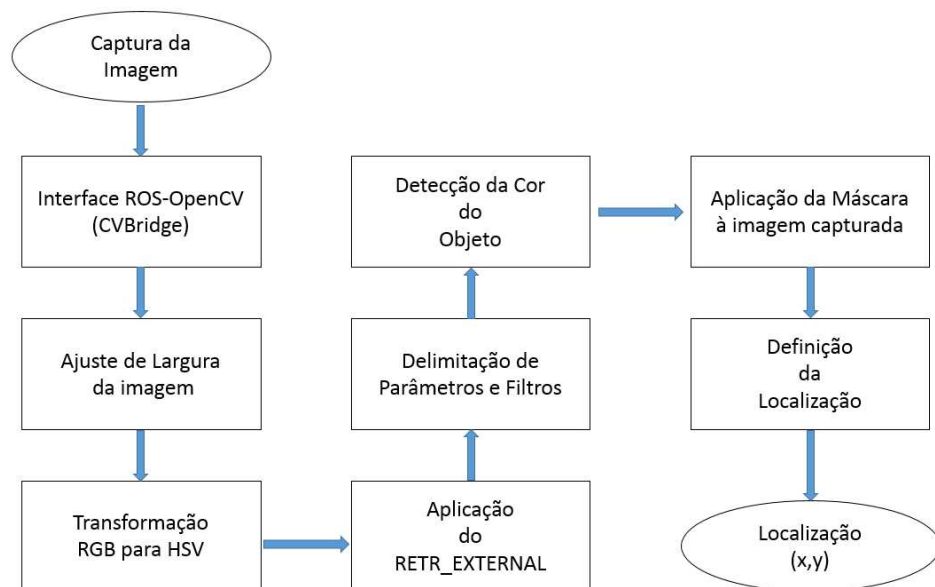 Captura da
Imagem
Interface ROS-OpenCV
(CVBridge)
Ajuste de Largura
da imagem
Transformação
RGB para HSV
Aplicação
do
RETR_EXTERNAL
Delimitação de
Parâmetros e Filtros
Detecção da Cor
do
Objeto
Aplicação da Máscara
à imagem capturada
Definição
da
Localização
Localização
(x,y)